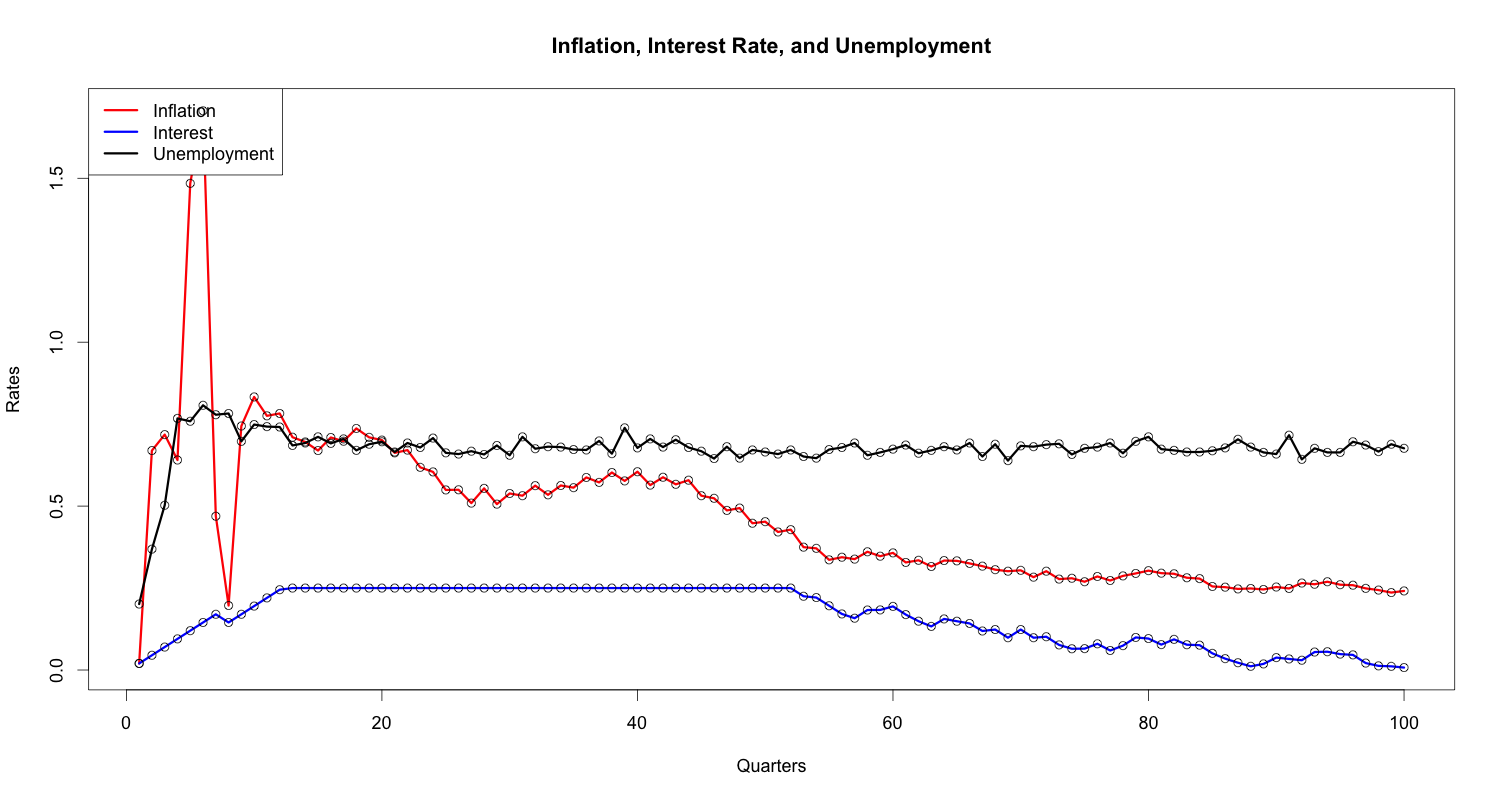 Inflation, Interest Rate, and Unemployment
Inflation
Interest
Unemployment
Rates
1.5
1.0
0.5
0.0
0 20 40 60 80 100
Quarters